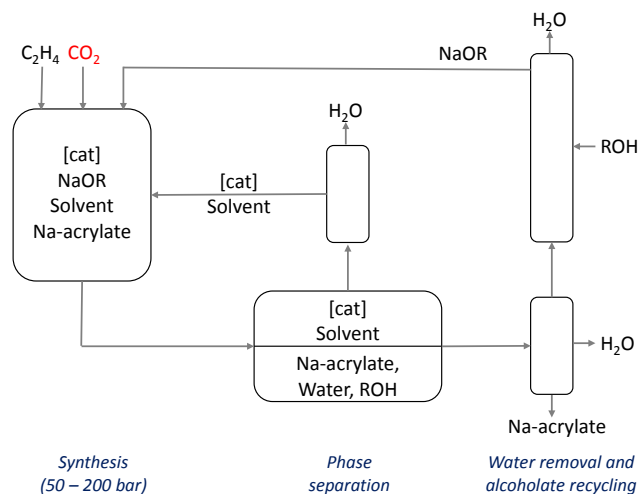 H₂O
C₂H₄ CO₂
NaOR
H₂O
ROH
[cat]
NaOR
Solvent
Na-acrylate
[cat]
Solvent
[cat]
Solvent
Na-acrylate,
Water, ROH
H₂O
Na-acrylate
Synthesis
(50 – 200 bar)
Phase
separation
Water removal and
alcoholate recycling